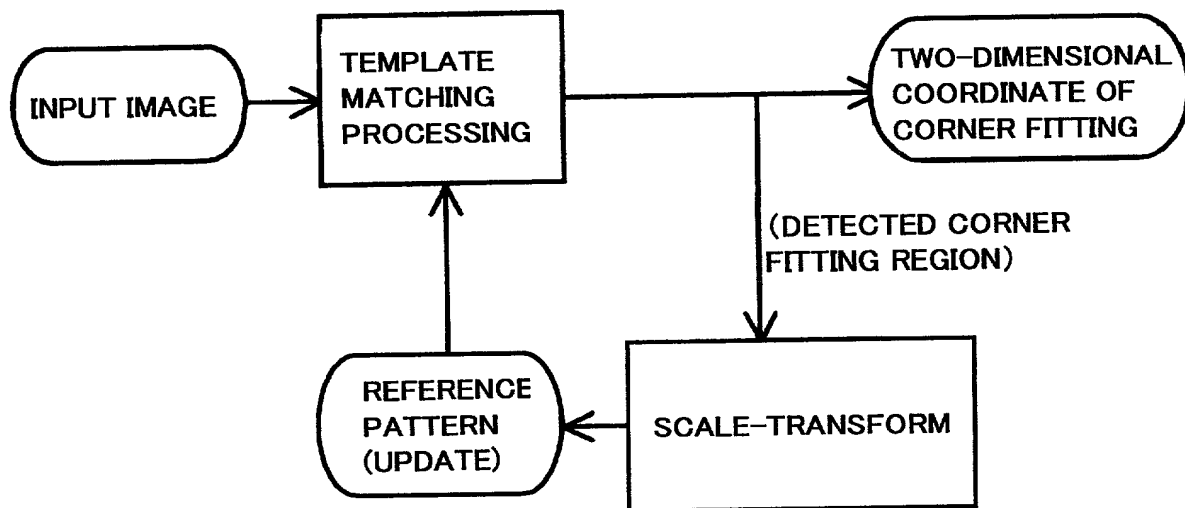 INPUT IMAGE
TEMPLATE
MATCHING
PROCESSING
TWO-DIMENSIONAL
COORDINATE OF
CORNER FITTING
(DETECTED CORNER
FITTING REGION)
REFERENCE
PATTERN
(UPDATE)
SCALE-TRANSFORM